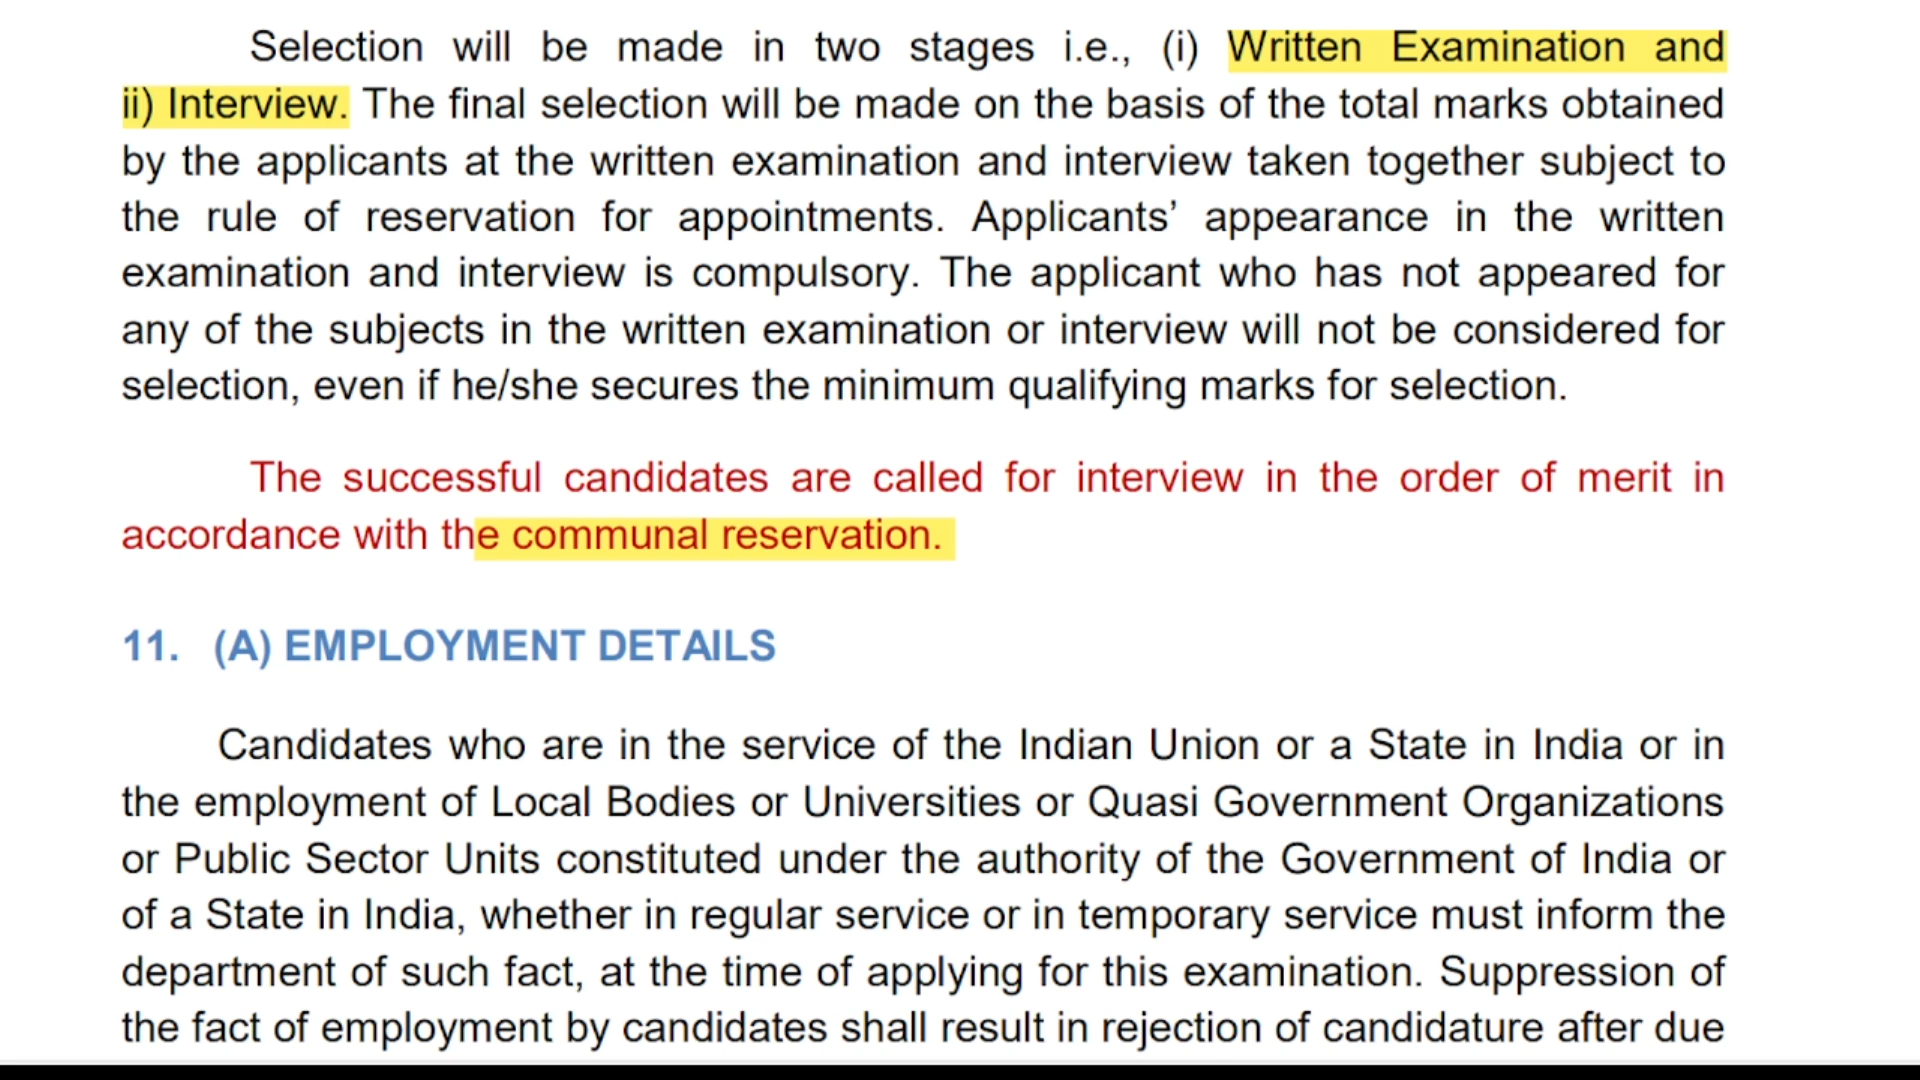 Selection will be made in two stages i.e., (i) Written Examination and
ii) Interview. The final selection will be made on the basis of the total marks obtained
by the applicants at the written examination and interview taken together subject to
the rule of reservation for appointments. Applicants’ appearance in the written
examination and interview is compulsory. The applicant who has not appeared for
any of the subjects in the written examination or interview will not be considered for
selection, even if he/she secures the minimum qualifying marks for selection.
The successful candidates are called for interview in the order of merit in
accordance with the communal reservation.
11. (A) EMPLOYMENT DETAILS
Candidates who are in the service of the Indian Union or a State in India or in
the employment of Local Bodies or Universities or Quasi Government Organizations
or Public Sector Units constituted under the authority of the Government of India or
of a State in India, whether in regular service or in temporary service must inform the
department of such fact, at the time of applying for this examination. Suppression of
the fact of employment by candidates shall result in rejection of candidature after due